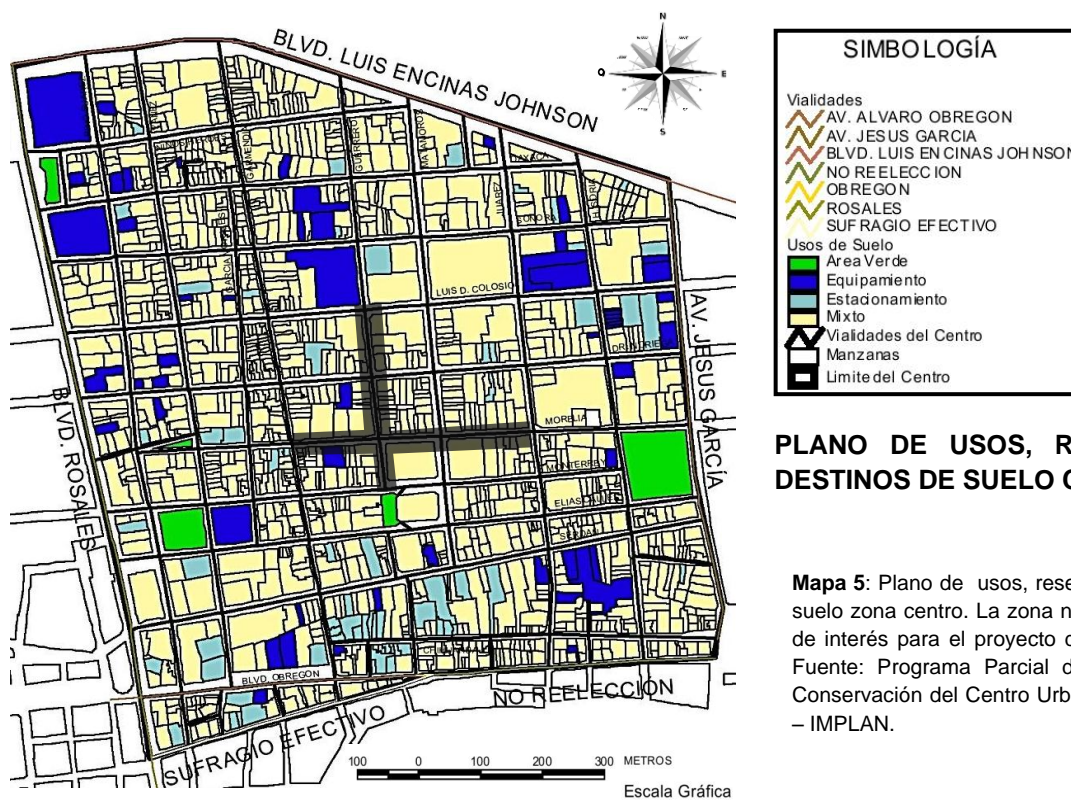 BLVD. LUIS ENCINAS JOHNSON
N
O
E
S
GUERRERO
JUAREZ
SONORA
LUIS D. COLOSIO
MORELIA
MONTERREY
BLVD. OBREGON
BLVD. ROSALES
AV. JESUS GARCÍA
SUFRAGIO EFECTIVO
NO REELECCIÓN
100 0 100 200 300 METROS
Escala Gráfica
SIMBOLOGÍA
Vialidades
AV. ALVARO OBREGON
AV. JESUS GARCIA
BLVD. LUIS ENCINAS JOHNSON
NO REELECCION
OBREGON
ROSALES
SUFRAGIO EFECTIVO
Usos de Suelo
Area Verde
Equipamiento
Estacionamiento
Mixto
Vialidades del Centro
Manzanas
Limite del Centro
PLANO DE USOS, R
DESTINOS DE SUELO C
Mapa 5: Plano de usos, rese
suelo zona centro. La zona n
de interés para el proyecto d
Fuente: Programa Parcial d
Conservación del Centro Urb
– IMPLAN.